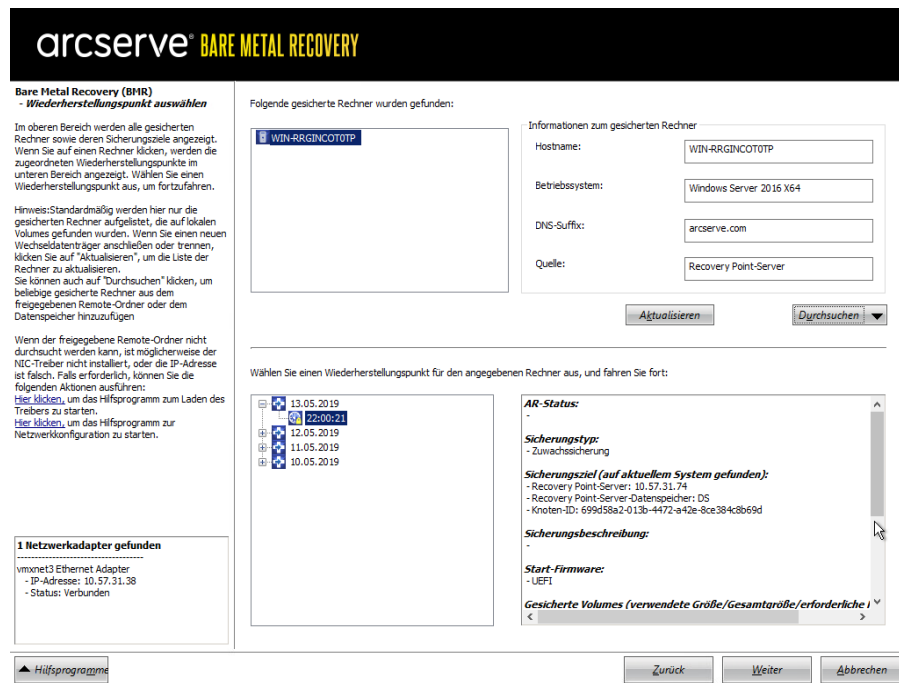 arcserve® BARE METAL RECOVERY
Bare Metal Recovery (BMR)
- Wiederherstellungspunkt auswählen
Im oberen Bereich werden alle gesicherten
Rechner sowie deren Sicherungsziele angezeigt.
Wenn Sie auf einen Rechner klicken, werden die
zugeordneten Wiederherstellungspunkte im
unteren Bereich angezeigt. Wählen Sie einen
Wiederherstellungspunkt aus, um fortzufahren.
Hinweis:Standardmäßig werden hier nur die
gesicherten Rechner aufgelistet, die auf lokalen
Volumes gefunden wurden. Wenn Sie einen neuen
Wechseldatenträger anschließen oder trennen,
klicken Sie auf "Aktualisieren", um die Liste der
Rechner zu aktualisieren.
Sie können auch auf "Durchsuchen" klicken, um
beliebige gesicherte Rechner aus dem
freigegebenen Remote-Ordner oder dem
Datenspeicher hinzuzufügen
Wenn der freigegebene Remote-Ordner nicht
durchsucht werden kann, ist möglicherweise der
NIC-Treiber nicht installiert, oder die IP-Adresse
ist falsch. Falls erforderlich, können Sie die
folgenden Aktionen ausführen:
Hier klicken, um das Hilfsprogramm zum Laden des
Treibers zu starten.
Hier klicken, um das Hilfsprogramm zur
Netzwerkkonfiguration zu starten.
1 Netzwerkadapter gefunden
-----------------------------------
vmxnet3 Ethernet Adapter
- IP-Adresse: 10.57.31.38
- Status: Verbunden
Folgende gesicherte Rechner wurden gefunden:
WIN-RRGINCOT0TP
Informationen zum gesicherten Rechner
Hostname:
WIN-RRGINCOT0TP
Betriebssystem:
Windows Server 2016 X64
DNS-Suffix:
arcserve.com
Quelle:
Recovery Point-Server
Aktualisieren
Durchsuchen
Wählen Sie einen Wiederherstellungspunkt für den angegebenen Rechner aus, und fahren Sie fort:
13.05.2019
22:00:21
12.05.2019
11.05.2019
10.05.2019
AR-Status:
-
Sicherungstyp:
- Zuwachssicherung
Sicherungsziel (auf aktuellem System gefunden):
- Recovery Point-Server: 10.57.31.74
- Recovery Point-Server-Datenspeicher: DS
- Knoten-ID: 699d58a2-013b-4472-a42e-8ce384c8b69d
Sicherungsbeschreibung:
-
Start-Firmware:
- UEFI
Gesicherte Volumes (verwendete Größe/Gesamtgröße/erforderliche
Hilfsprogramme
Zurück
Weiter
Abbrechen